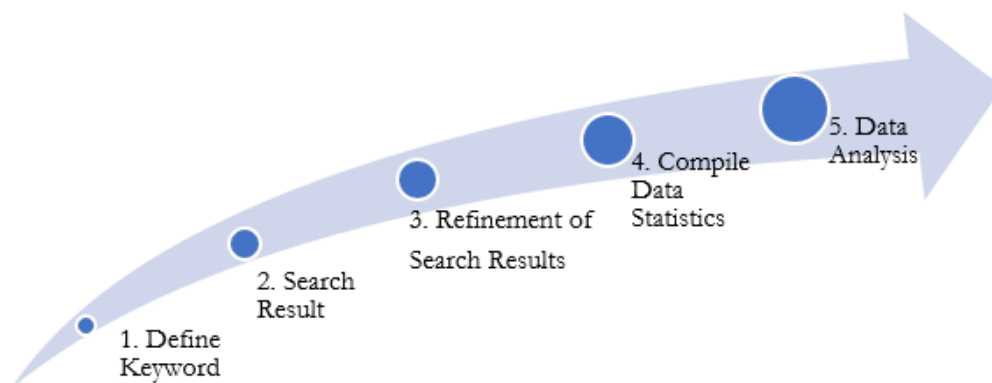 1. Define
Keyword
2. Search
Result
3. Refinement of
Search Results
4. Compile
Data
Statistics
5. Data
Analysis